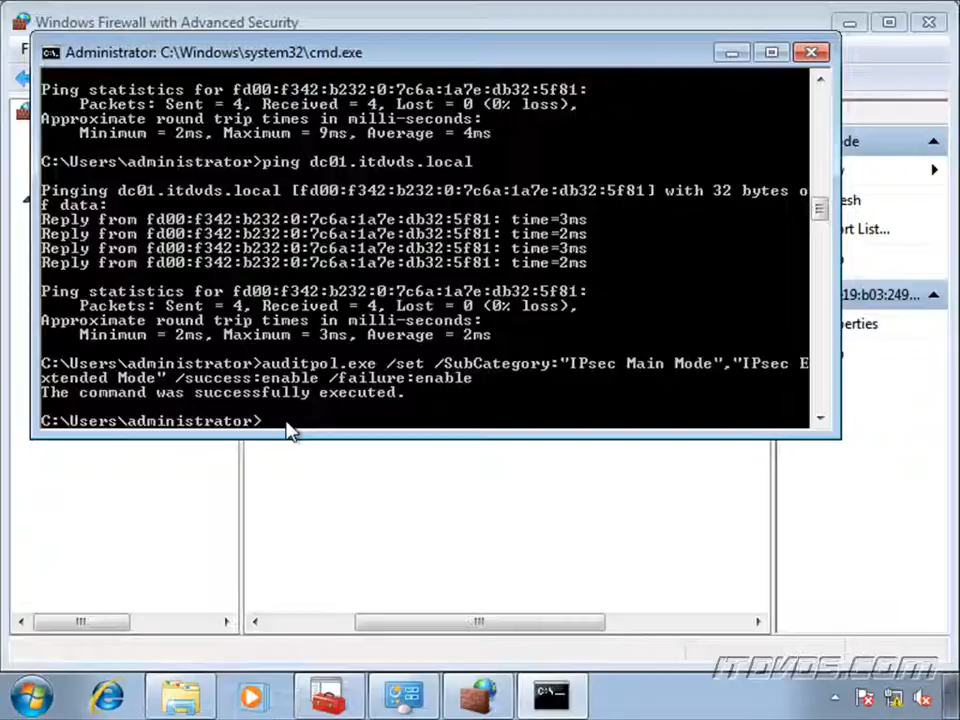 Windows Firewall with Advanced Security
F
Administrator: C:\Windows\system32\cmd.exe
Ping statistics for fd00:f342:b232:0:7c6a:1a7e:db32:5f81:
Packets: Sent = 4, Received = 4, Lost = 0 (0% loss),
Approximate round trip times in milli-seconds:
Minimum = 2ms, Maximum = 9ms, Average = 4ms
C:\Users\administrator>ping dc01.itdvds.local
Pinging dc01.itdvds.local [fd00:f342:b232:0:7c6a:1a7e:db32:5f81] with 32 bytes o
f data:
Reply from fd00:f342:b232:0:7c6a:1a7e:db32:5f81: time=3ms
Reply from fd00:f342:b232:0:7c6a:1a7e:db32:5f81: time=2ms
Reply from fd00:f342:b232:0:7c6a:1a7e:db32:5f81: time=3ms
Reply from fd00:f342:b232:0:7c6a:1a7e:db32:5f81: time=2ms
Ping statistics for fd00:f342:b232:0:7c6a:1a7e:db32:5f81:
Packets: Sent = 4, Received = 4, Lost = 0 (0% loss),
Approximate round trip times in milli-seconds:
Minimum = 2ms, Maximum = 3ms, Average = 2ms
C:\Users\administrator>auditpol.exe /set /SubCategory:"IPsec Main Mode","IPsec E
xtended Mode" /success:enable /failure:enable
The command was successfully executed.
C:\Users\administrator>
ode
esh
ort List...
19:b03:249...
perties
ITDVDS.COM